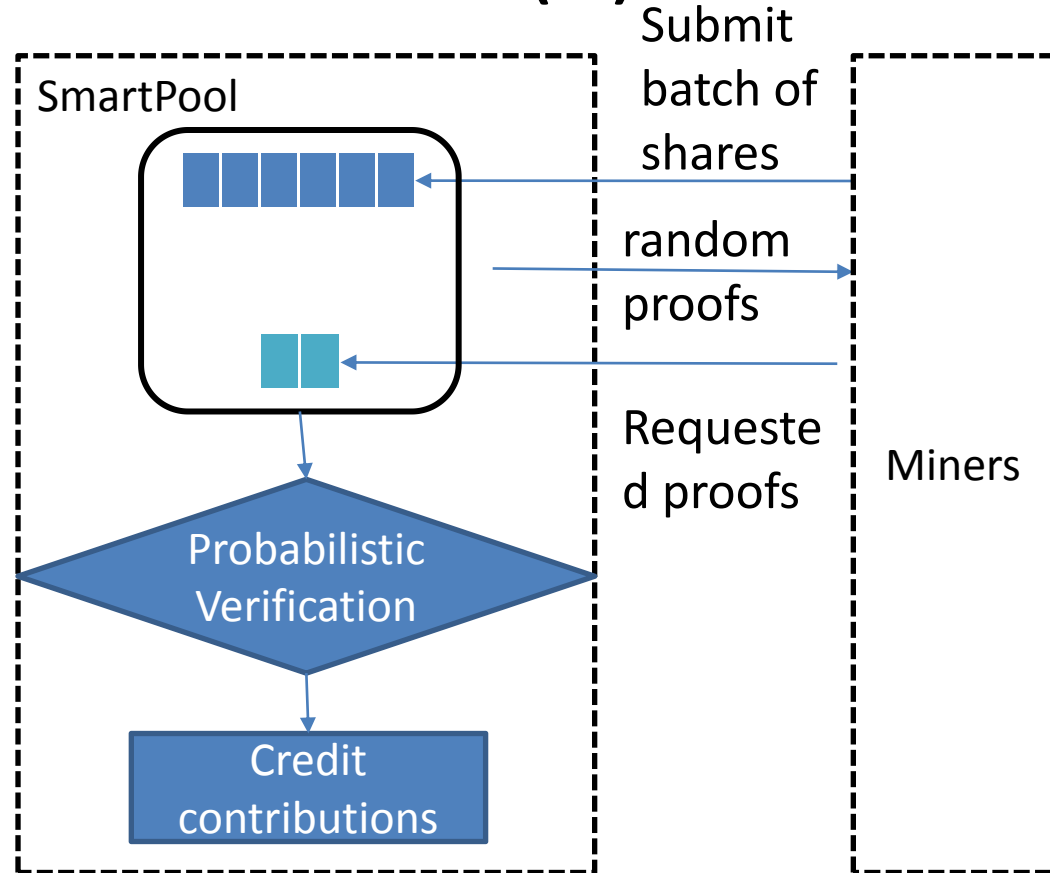 SmartPool
Submit
batch of
shares
random
proofs
Requeste
d proofs
Miners
Probabilistic
Verification
Credit
contributions